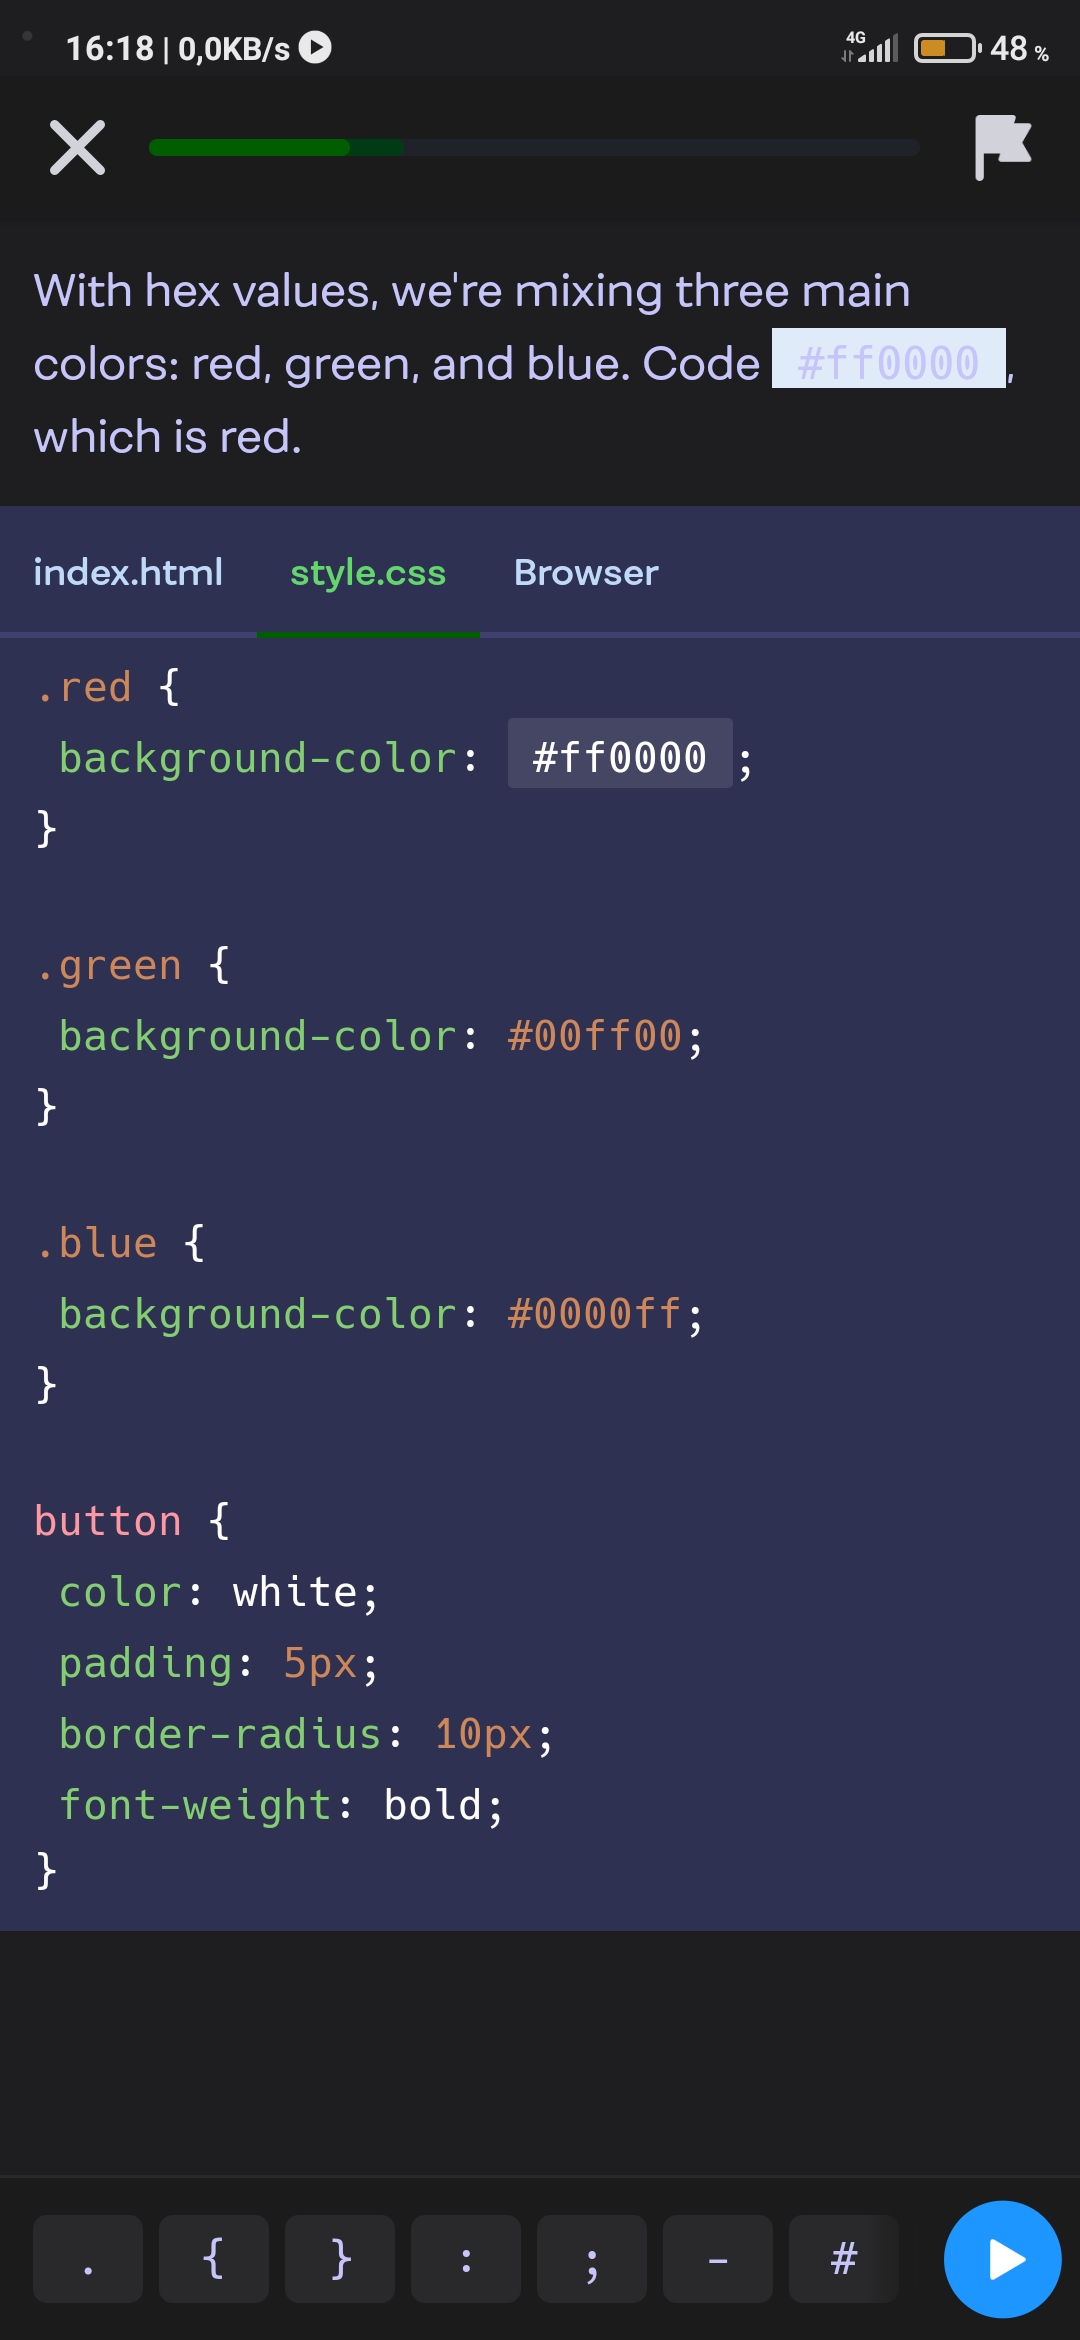 16:18 | 0,0KB/s
4G
48 %
With hex values, we're mixing three main
colors: red, green, and blue. Code #ff0000,
which is red.
index.html style.css Browser
.red {
background-color: #ff0000;
}
.green {
background-color: #00ff00;
}
.blue {
background-color: #0000ff;
}
button {
color: white;
padding: 5px;
border-radius: 10px;
font-weight: bold;
}
. { } : ; - #